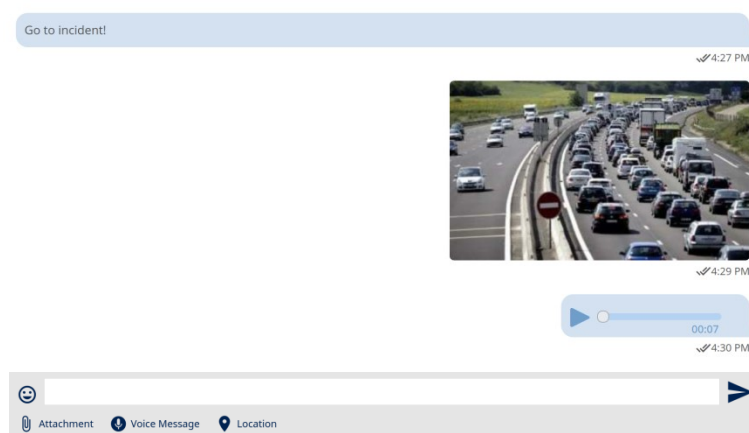 Go to incident!
4:27 PM
4:29 PM
00:07
4:30 PM
Attachment Voice Message Location